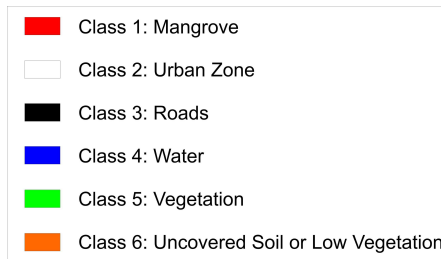 Class 1: Mangrove
Class 2: Urban Zone
Class 3: Roads
Class 4: Water
Class 5: Vegetation
Class 6: Uncovered Soil or Low Vegetation